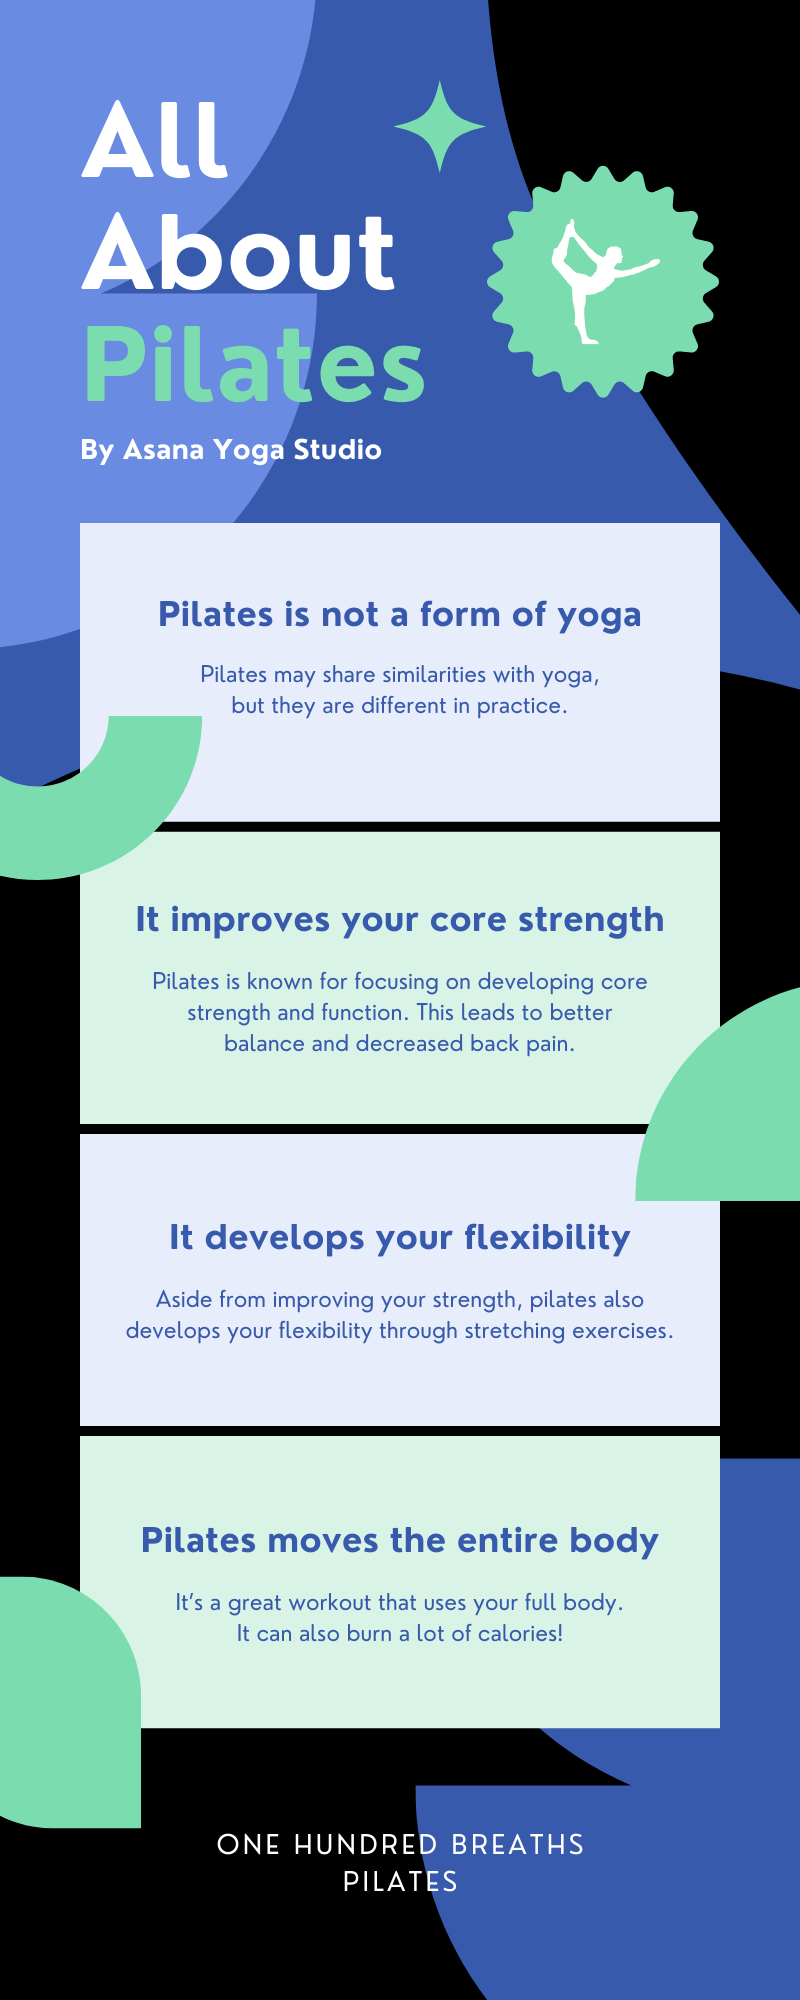 All
About
Pilates
By Asana Yoga Studio
Pilates is not a form of yoga
Pilates may share similarities with yoga,
but they are different in practice.
It improves your core strength
Pilates is known for focusing on developing core
strength and function. This leads to better
balance and decreased back pain.
It develops your flexibility
Aside from improving your strength, pilates also
develops your flexibility through stretching exercises.
Pilates moves the entire body
It’s a great workout that uses your full body.
It can also burn a lot of calories!
ONE HUNDRED BREATHS
PILATES